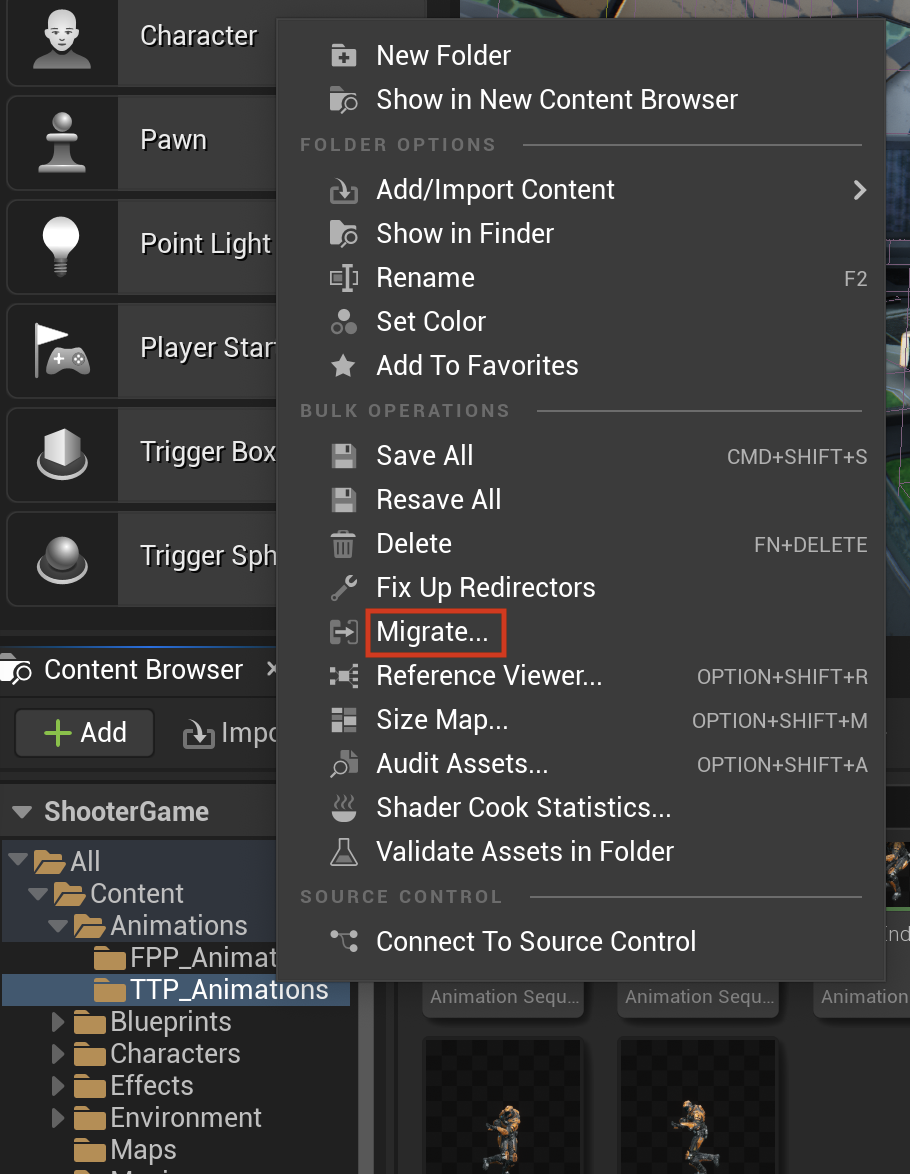 Character
Pawn
Point Light
Player Star
Trigger Box
Trigger Sph
New Folder
Show in New Content Browser
FOLDER OPTIONS
Add/Import Content
Show in Finder
Rename F2
Set Color
Add To Favorites
BULK OPERATIONS
Save All CMD+SHIFT+S
Resave All
Delete FN+DELETE
Fix Up Redirectors
Migrate...
Reference Viewer... OPTION+SHIFT+R
Size Map... OPTION+SHIFT+M
Audit Assets... OPTION+SHIFT+A
Shader Cook Statistics...
Validate Assets in Folder
SOURCE CONTROL
Connect To Source Control
Content Browser
Add Impo
ShooterGame
All
Content
Animations
FPP_Animat
TTP_Animations
Blueprints
Characters
Effects
Environment
Maps
End
Animation Sequ... Animation Sequ... Animation